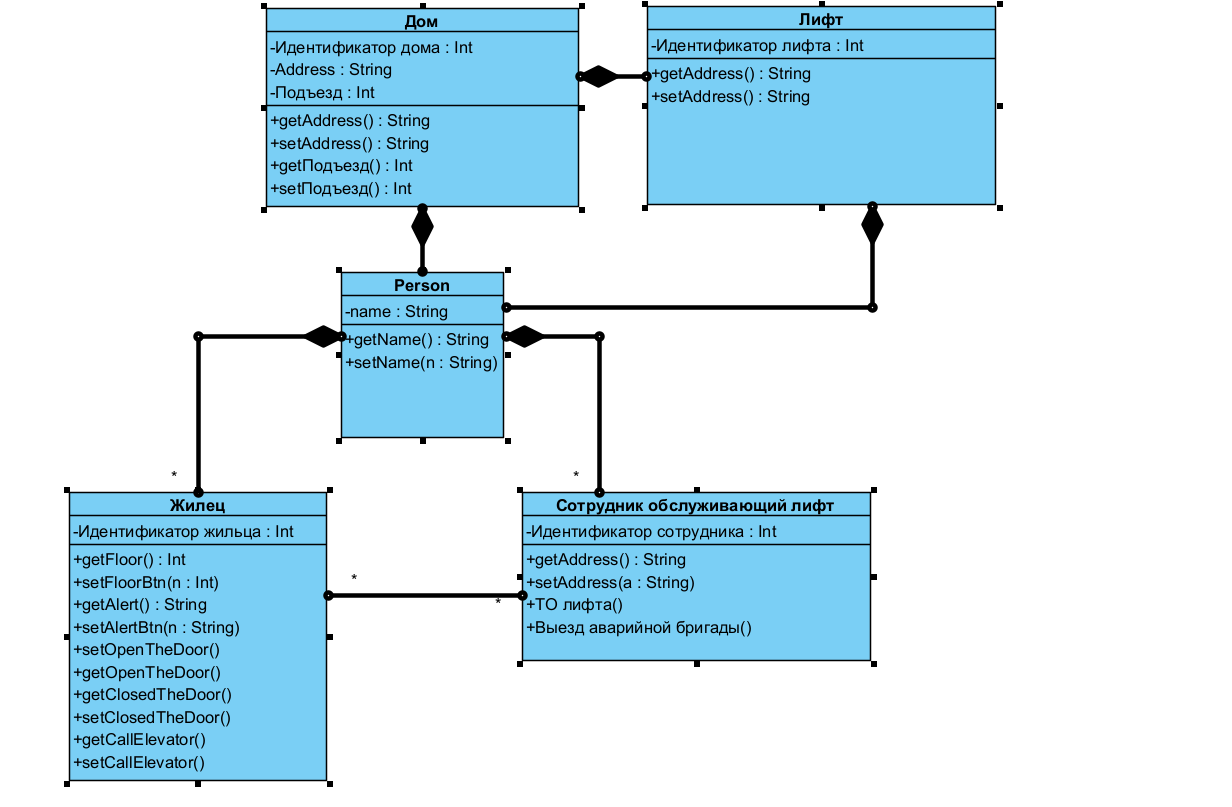 Дом
-Идентификатор дома : Int
-Address : String
-Подъезд : Int
+getAddress() : String
+setAddress() : String
+getПодъезд() : Int
+setПодъезд() : Int
Лифт
-Идентификатор лифта : Int
+getAddress() : String
+setAddress() : String
Person
-name : String
+getName() : String
+setName(n : String)
*
*
Жилец
-Идентификатор жильца : Int
+getFloor() : Int
+setFloorBtn(n : Int)
+getAlert() : String
+setAlertBtn(n : String)
+setOpenTheDoor()
+getOpenTheDoor()
+getClosedTheDoor()
+setClosedTheDoor()
+getCallElevator()
+setCallElevator()
*
*
Сотрудник обслуживающий лифт
-Идентификатор сотрудника : Int
+getAddress() : String
+setAddress(a : String)
+ТО лифта()
+Выезд аварийной бригады()